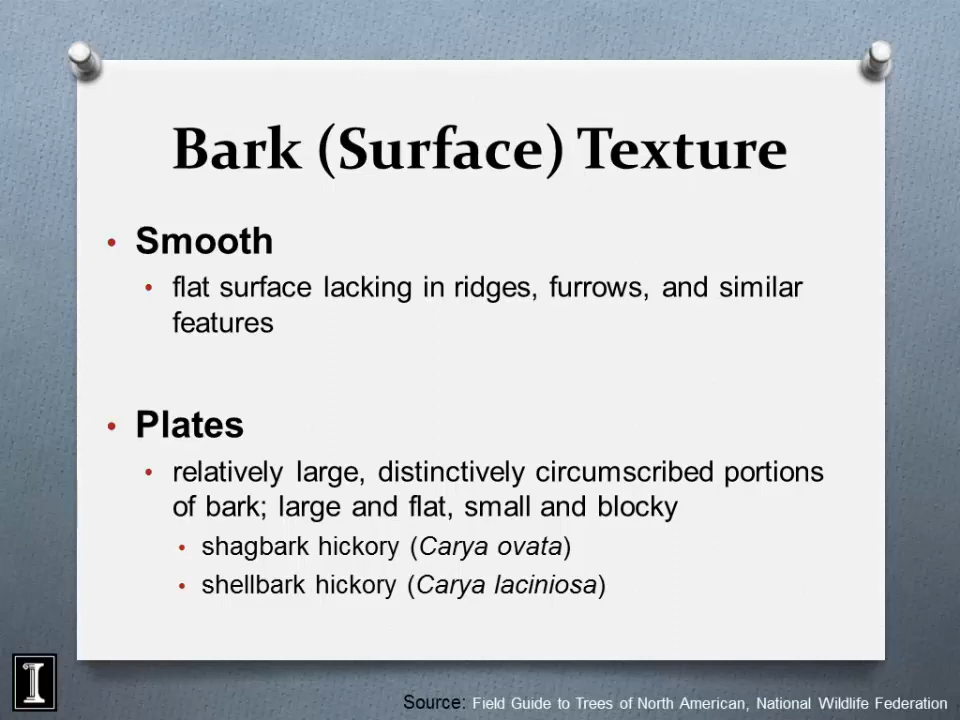 Bark (Surface) Texture
• Smooth
• flat surface lacking in ridges, furrows, and similar
features
• Plates
• relatively large, distinctively circumscribed portions
of bark; large and flat, small and blocky
• shagbark hickory (Carya ovata)
• shellbark hickory (Carya laciniosa)
I
Source: Field Guide to Trees of North American, National Wildlife Federation